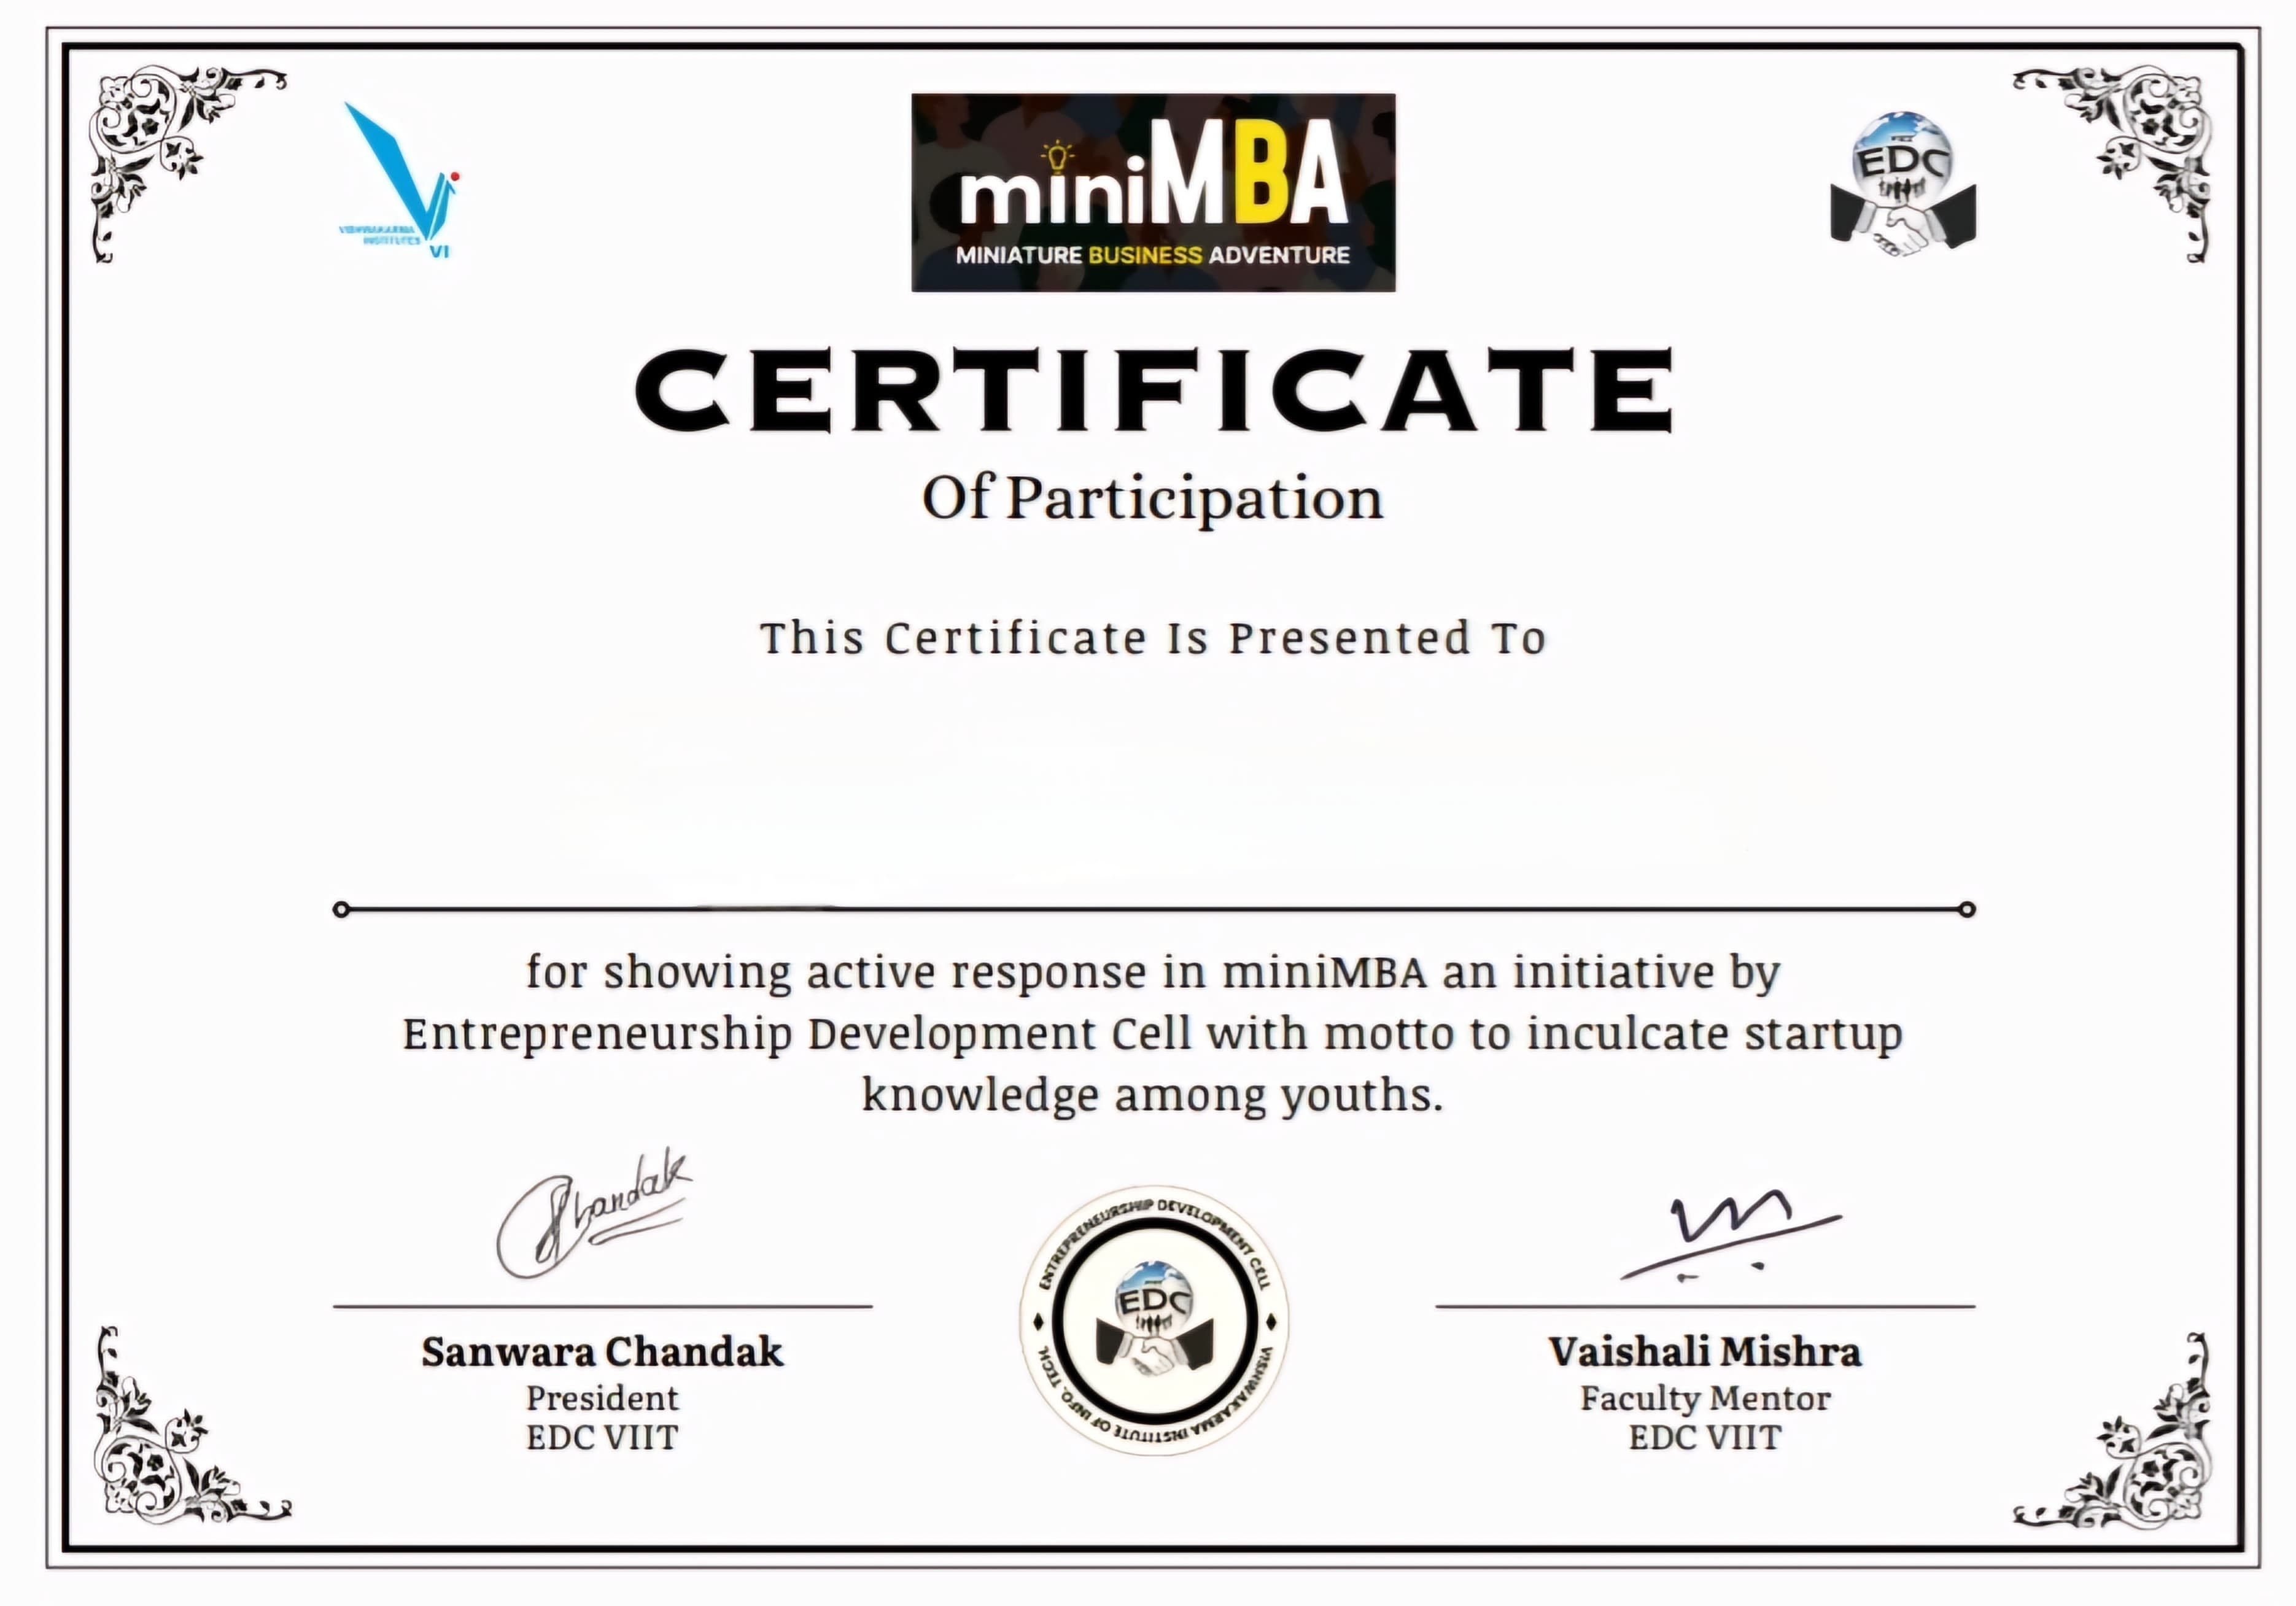 VISHWAKARMA
INSTITUTES
VI
miniMBA
MINIATURE BUSINESS ADVENTURE
EDC
CERTIFICATE
Of Participation
This Certificate Is Presented To
for showing active response in miniMBA an initiative by
Entrepreneurship Development Cell with motto to inculcate startup
knowledge among youths.
Chandak
Sanwara Chandak
President
EDC VIIT
ENTREPRENEURSHIP DEVELOPMENT CELL
EDC
VISHWAKARMA INSTITUTE OF INFO. TECH.
Vaishali Mishra
Faculty Mentor
EDC VIIT